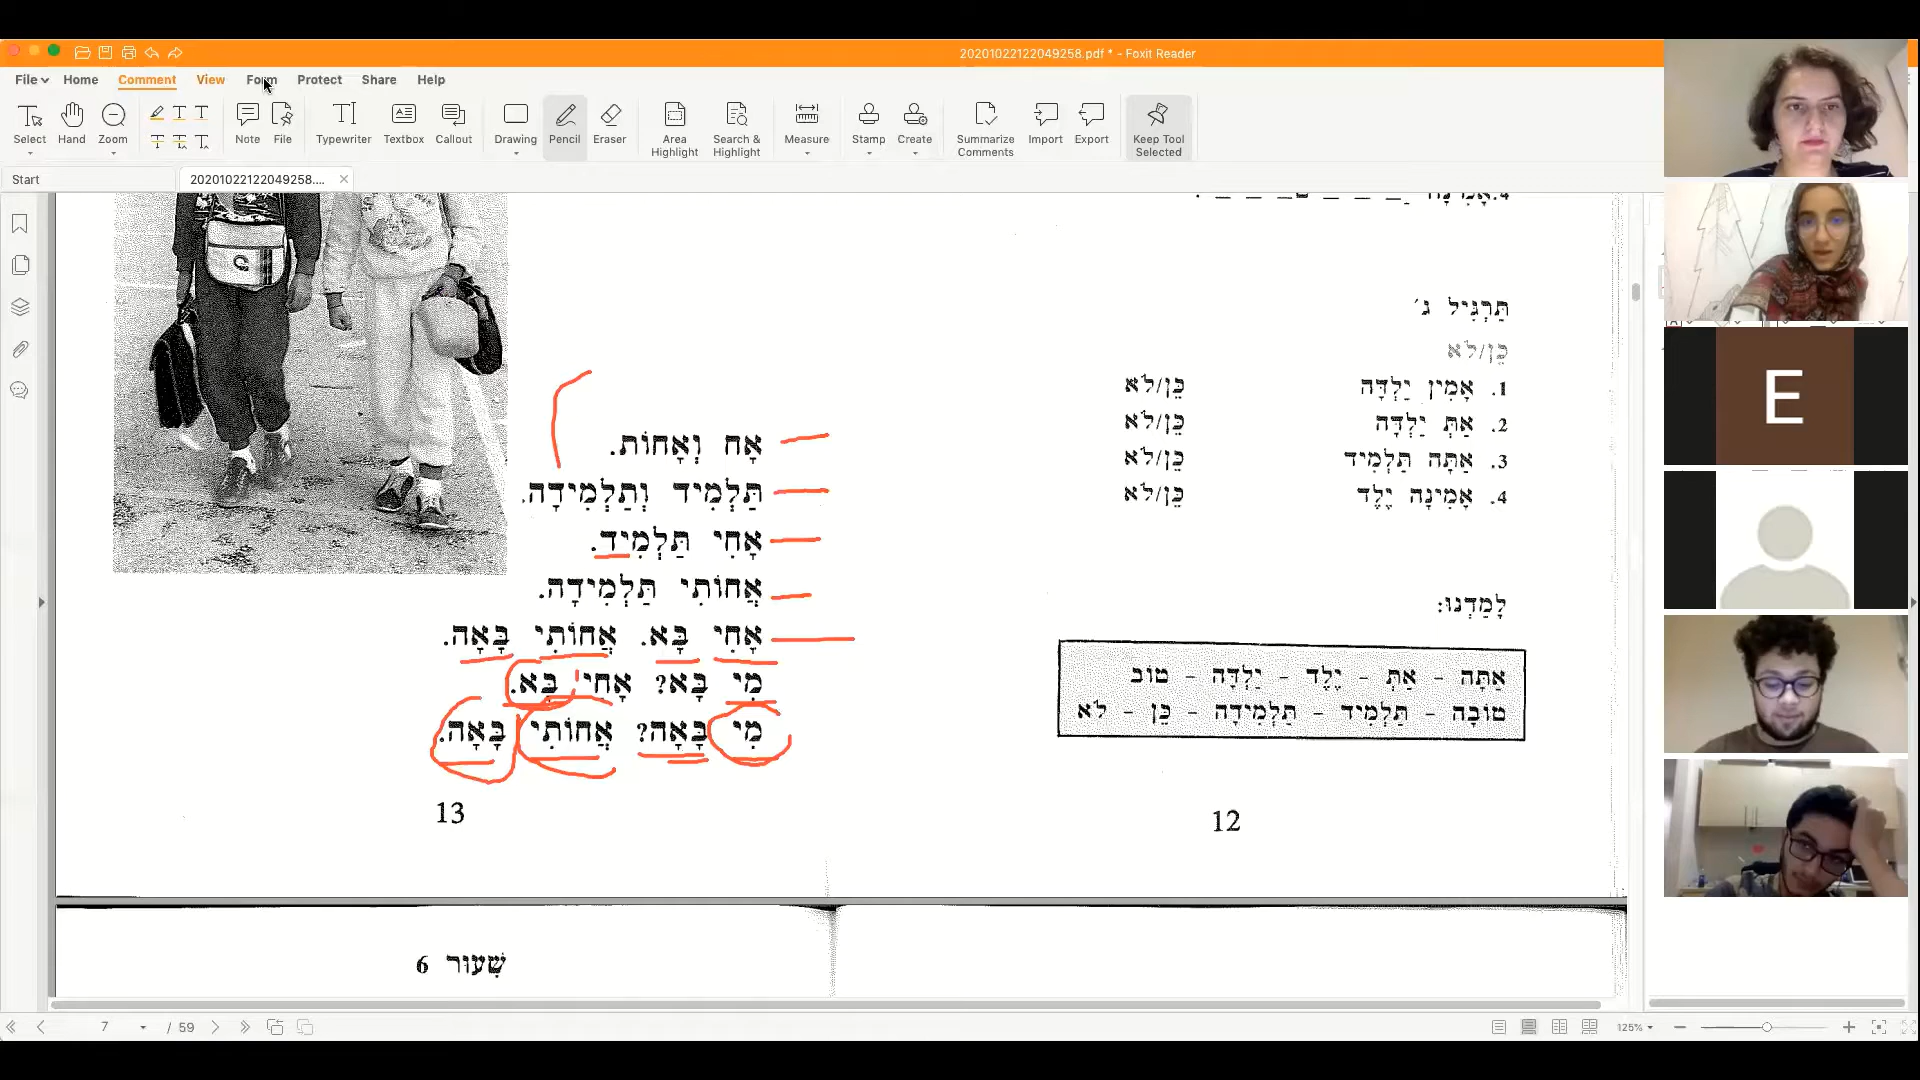 20201022122049258.pdf * - Foxit Reader
File Home Comment View Form Protect Share Help
Select Hand Zoom Note File Typewriter Textbox Callout Drawing Pencil Eraser Area Highlight Search & Highlight Measure Stamp Create Summarize Comments Import Export Keep Tool Selected
Start 20201022122049258....
תַּרְגִּיל ג׳
כֵּן/לֹא
1. אָמִין יַלְדָּה כֵּן/לֹא
2. אַתְּ יַלְדָּה כֵּן/לֹא
3. אַתָּה תַּלְמִיד כֵּן/לֹא
4. אָמִינָה יֶלֶד כֵּן/לֹא
לָמַדְנוּ:
אַתָּה - אַתְּ - יֶלֶד - יַלְדָּה - טוֹב
טוֹבָה - תַּלְמִיד - תַּלְמִידָה - כֵּן - לֹא
12
אָח וְאָחוֹת.
תַּלְמִיד וְתַלְמִידָה.
אָחִי תַּלְמִיד.
אֲחוֹתִי תַּלְמִידָה.
אָחִי בָּא. אֲחוֹתִי בָּאָה.
מִי בָּא? אָחִי בָּא.
מִי בָּאָה? אֲחוֹתִי בָּאָה.
13
שִׁעוּר 6
E
7 / 59
125%